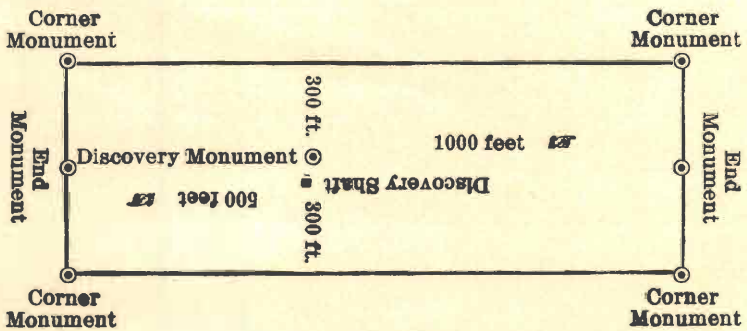 Corner
Monument
Corner
Monument
300 ft.
1000 feet
End
Monument
Discovery Monument
End
Monument
Discovery Shaft
500 feet
300 ft.
Corner
Monument
Corner
Monument